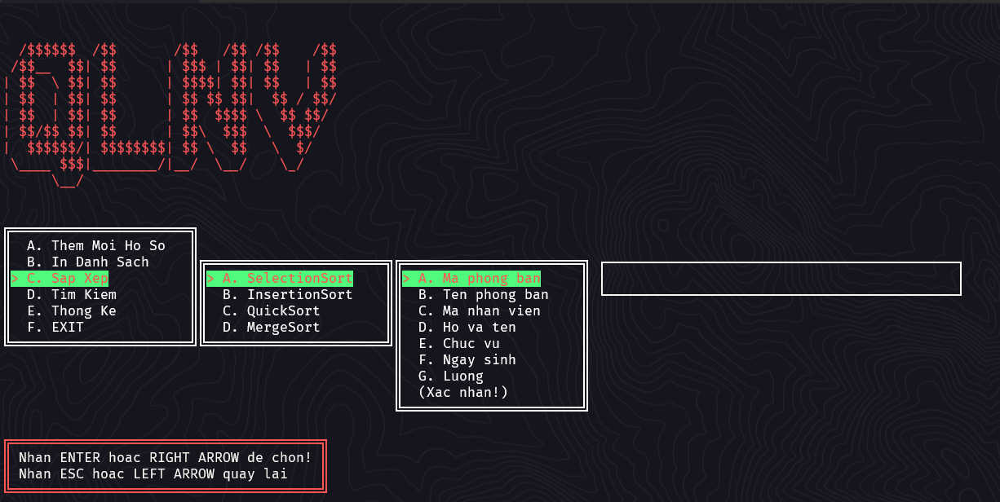 /$$$$$$  /$$       /$$   /$$ /$$    /$$
 /$$__  $$| $$      | $$$ | $$| $$   | $$
| $$  \ $$| $$      | $$$$| $$| $$   | $$
| $$  | $$| $$      | $$ $$ $$|  $$ / $$/
| $$  | $$| $$      | $$  $$$$ \  $$ $$/
| $$/$$ $$| $$      | $$\  $$$  \  $$$/
|  $$$$$$/| $$$$$$$$| $$ \  $$   \  $/
 \____ $$$|________/|__/  \__/    \_/
      \__/
A. Them Moi Ho So
B. In Danh Sach
> C. Sap Xep
D. Tim Kiem
E. Thong Ke
F. EXIT
> A. SelectionSort
B. InsertionSort
C. QuickSort
D. MergeSort
> A. Ma phong ban
B. Ten phong ban
C. Ma nhan vien
D. Ho va ten
E. Chuc vu
F. Ngay sinh
G. Luong
(Xac nhan!)
Nhan ENTER hoac RIGHT ARROW de chon!
Nhan ESC hoac LEFT ARROW quay lai